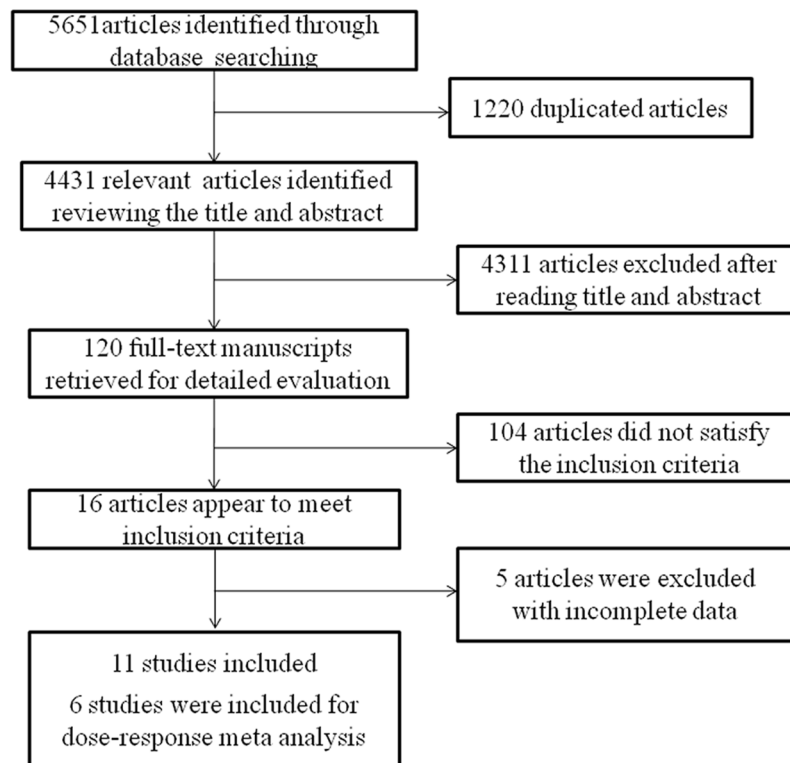 5651articles identified through
database searching
1220 duplicated articles
4431 relevant articles identified
reviewing the title and abstract
4311 articles excluded after
reading title and abstract
120 full-text manuscripts
retrieved for detailed evaluation
104 articles did not satisfy
the inclusion criteria
16 articles appear to meet
inclusion criteria
5 articles were excluded
with incomplete data
11 studies included
6 studies were included for
dose-response meta analysis